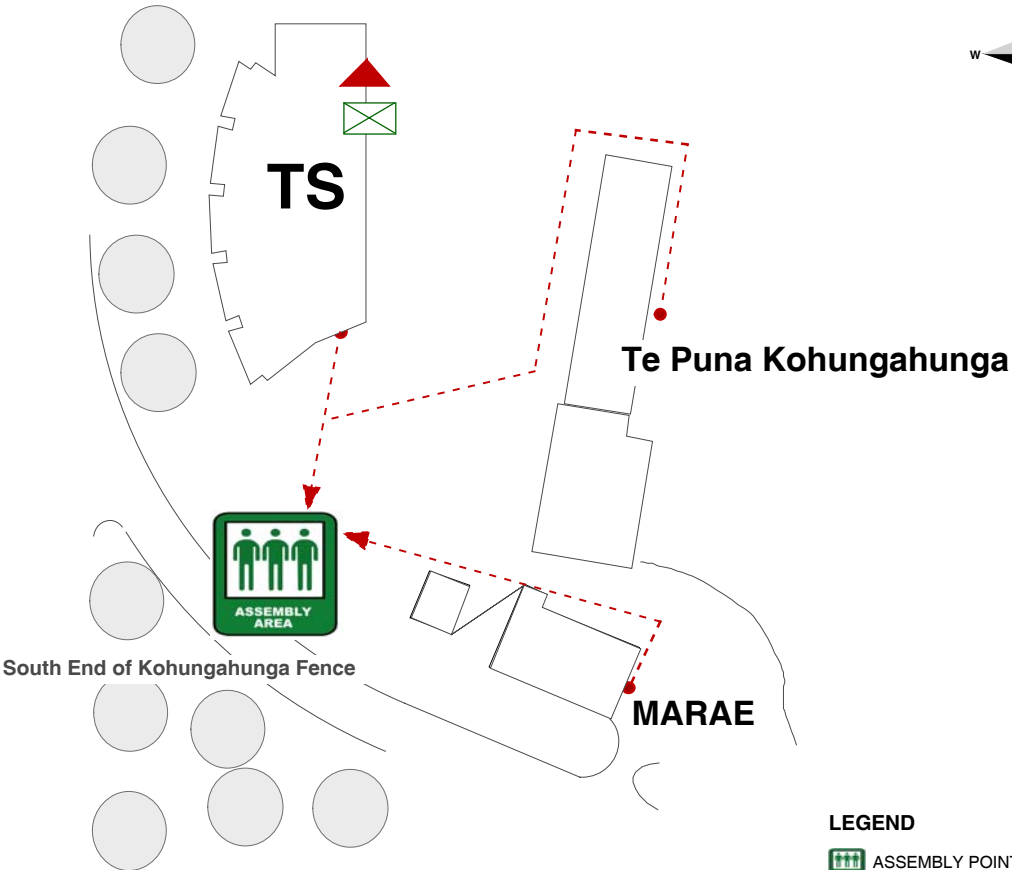 W
TS
Te Puna Kohungahunga
ASSEMBLY
AREA
South End of Kohungahunga Fence
MARAE
LEGEND
ASSEMBLY POINT